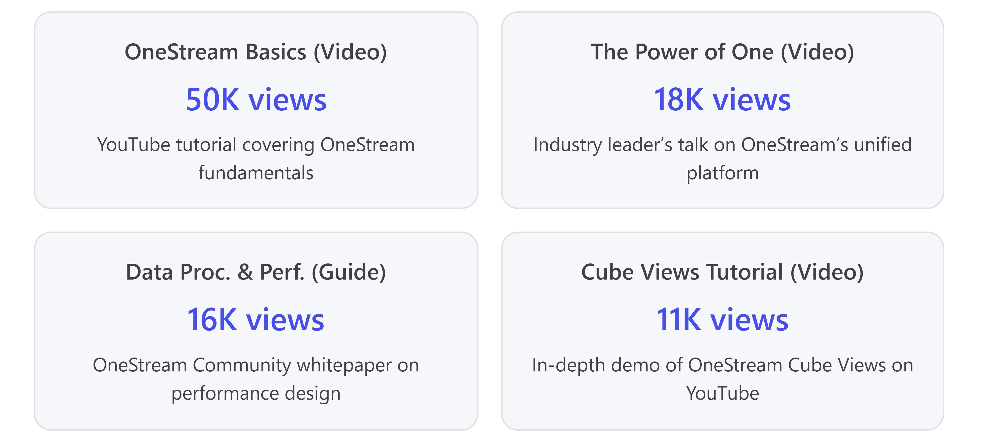 OneStream Basics (Video)
50K views
YouTube tutorial covering OneStream
fundamentals
The Power of One (Video)
18K views
Industry leader’s talk on OneStream’s unified
platform
Data Proc. & Perf. (Guide)
16K views
OneStream Community whitepaper on
performance design
Cube Views Tutorial (Video)
11K views
In-depth demo of OneStream Cube Views on
YouTube